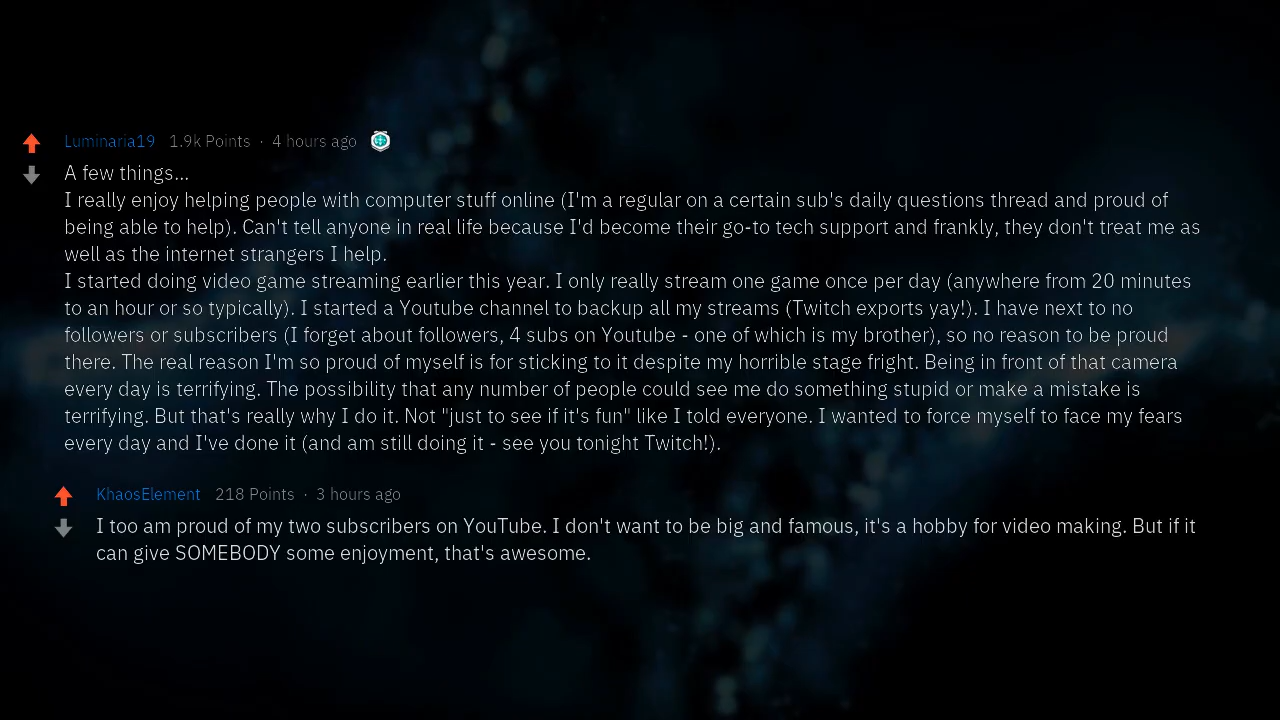 Luminaria19 1.9k Points · 4 hours ago
A few things...
I really enjoy helping people with computer stuff online (I'm a regular on a certain sub's daily questions thread and proud of
being able to help). Can't tell anyone in real life because I'd become their go-to tech support and frankly, they don't treat me as
well as the internet strangers I help.
I started doing video game streaming earlier this year. I only really stream one game once per day (anywhere from 20 minutes
to an hour or so typically). I started a Youtube channel to backup all my streams (Twitch exports yay!). I have next to no
followers or subscribers (I forget about followers, 4 subs on Youtube - one of which is my brother), so no reason to be proud
there. The real reason I'm so proud of myself is for sticking to it despite my horrible stage fright. Being in front of that camera
every day is terrifying. The possibility that any number of people could see me do something stupid or make a mistake is
terrifying. But that's really why I do it. Not "just to see if it's fun" like I told everyone. I wanted to force myself to face my fears
every day and I've done it (and am still doing it - see you tonight Twitch!).
KhaosElement 218 Points · 3 hours ago
I too am proud of my two subscribers on YouTube. I don't want to be big and famous, it's a hobby for video making. But if it
can give SOMEBODY some enjoyment, that's awesome.